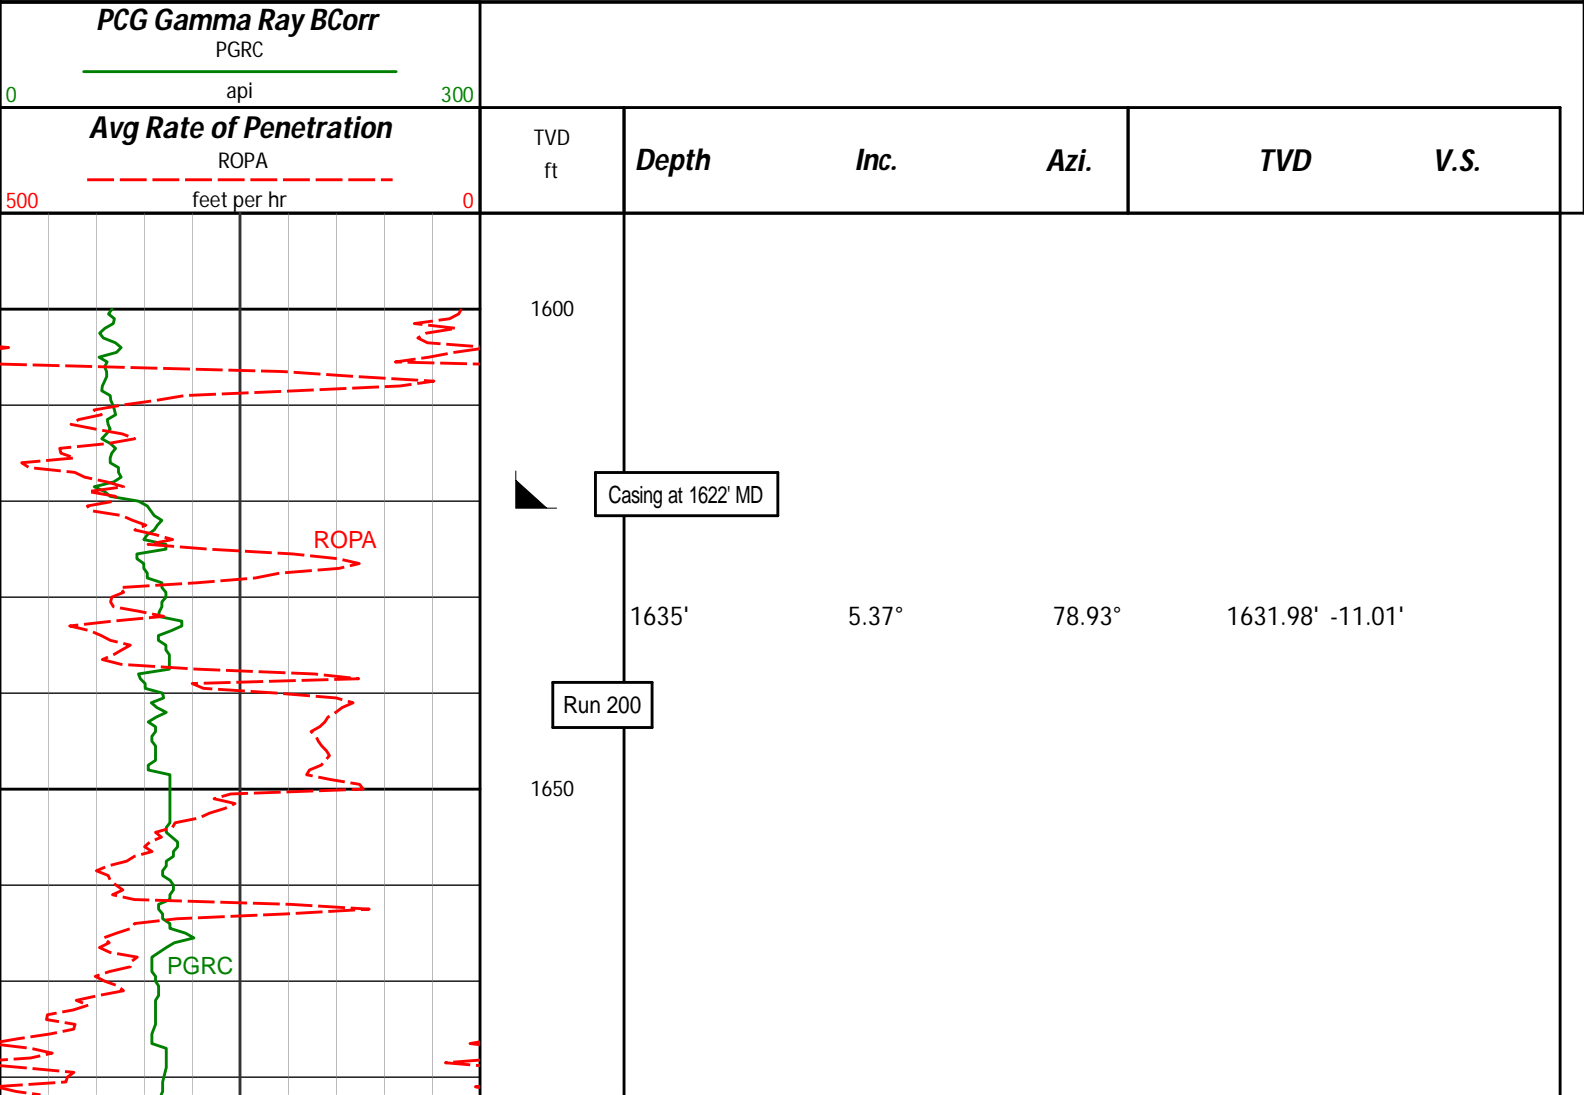 PCG Gamma Ray BCorr
PGRC
0 api 300
Avg Rate of Penetration
ROPA
500 feet per hr 0
TVD
ft
Depth Inc. Azi. TVD V.S.
1600
Casing at 1622' MD
ROPA
1635' 5.37° 78.93° 1631.98' -11.01'
Run 200
1650
PGRC